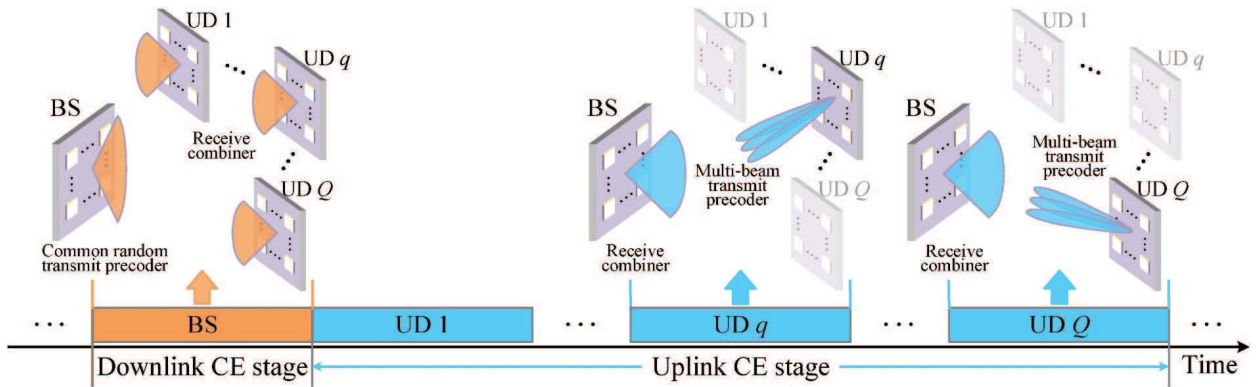 UD 1
UD q
BS
Receive
combiner
UD Q
Common random
transmit precoder
UD 1
UD q
BS
Multi-beam
transmit
precoder
UD Q
Receive
combiner
UD 1
UD q
BS
Multi-beam
transmit
precoder
UD Q
Receive
combiner
... BS UD 1 ... UD q ... UD Q ...
Downlink CE stage Uplink CE stage Time